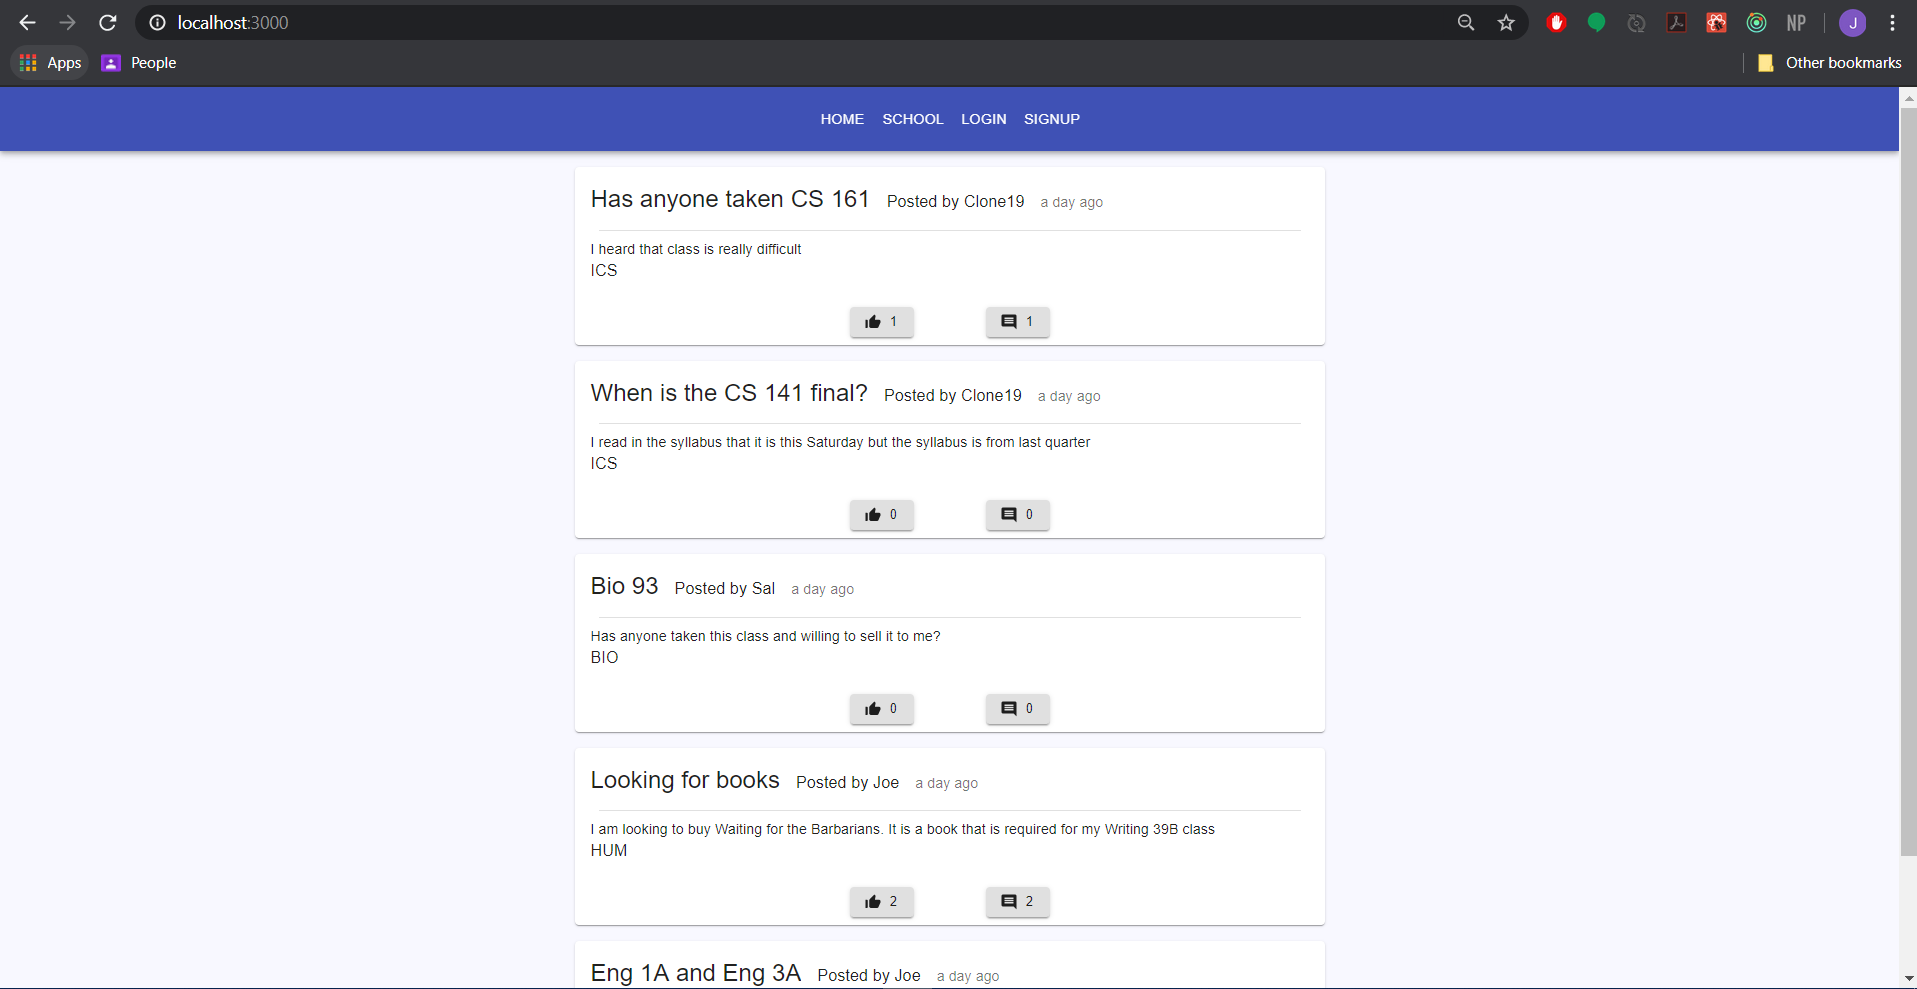 localhost:3000
NP
J
Apps
People
Other bookmarks
HOME SCHOOL LOGIN SIGNUP
Has anyone taken CS 161 Posted by Clone19 a day ago
I heard that class is really difficult
ICS
1 1
When is the CS 141 final? Posted by Clone19 a day ago
I read in the syllabus that it is this Saturday but the syllabus is from last quarter
ICS
0 0
Bio 93 Posted by Sal a day ago
Has anyone taken this class and willing to sell it to me?
BIO
0 0
Looking for books Posted by Joe a day ago
I am looking to buy Waiting for the Barbarians. It is a book that is required for my Writing 39B class
HUM
2 2
Eng 1A and Eng 3A Posted by Joe a day ago